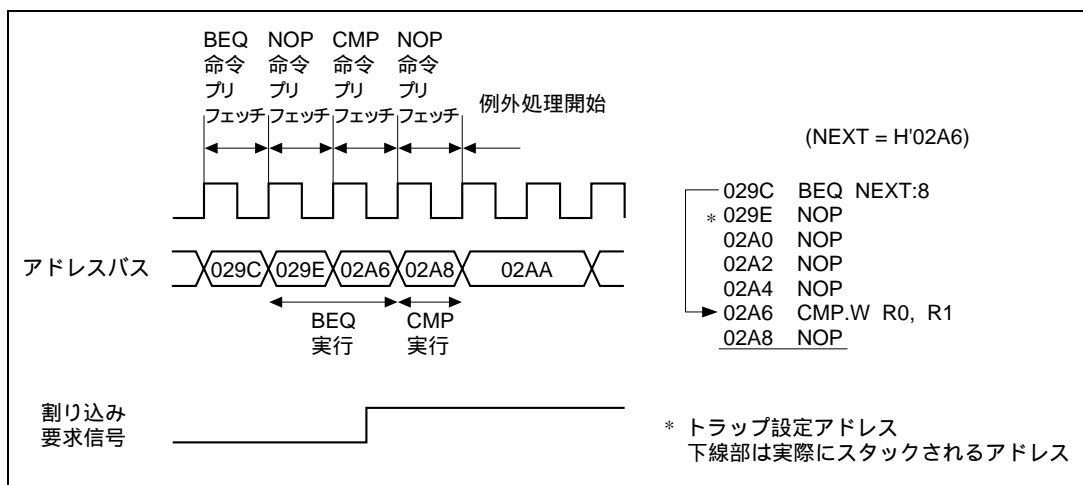 BEQ NOP CMP NOP
命令 命令 命令 命令
プリ プリ プリ プリ
フェッチ フェッチ フェッチ フェッチ
例外処理開始
(NEXT = H'02A6)
029C BEQ NEXT:8
* 029E NOP
02A0 NOP
02A2 NOP
02A4 NOP
02A6 CMP.W R0, R1
02A8 NOP
アドレスバス
029C 029E 02A6 02A8 02AA
BEQ CMP
実行 実行
割り込み
要求信号
* トラップ設定アドレス
下線部は実際にスタックされるアドレス